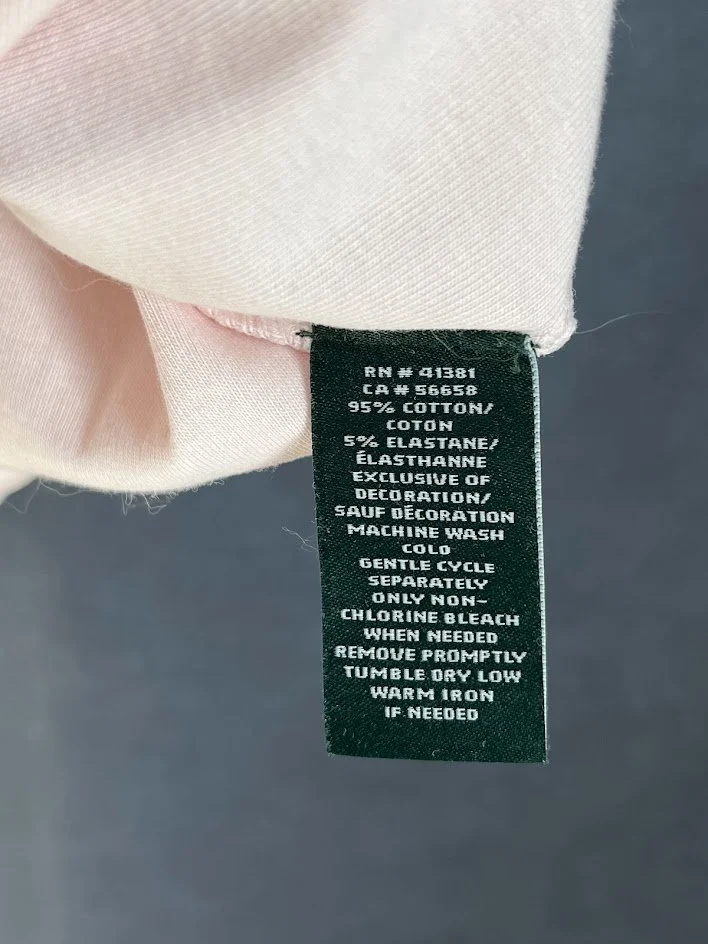 RN # 41381
CA # 56658
95% COTTON/
COTON
5% ELASTANE/
ÉLASTHANNE
EXCLUSIVE OF
DECORATION/
SAUF DÉCORATION
MACHINE WASH
COLD
GENTLE CYCLE
SEPARATELY
ONLY NON-
CHLORINE BLEACH
WHEN NEEDED
REMOVE PROMPTLY
TUMBLE DRY LOW
WARM IRON
IF NEEDED